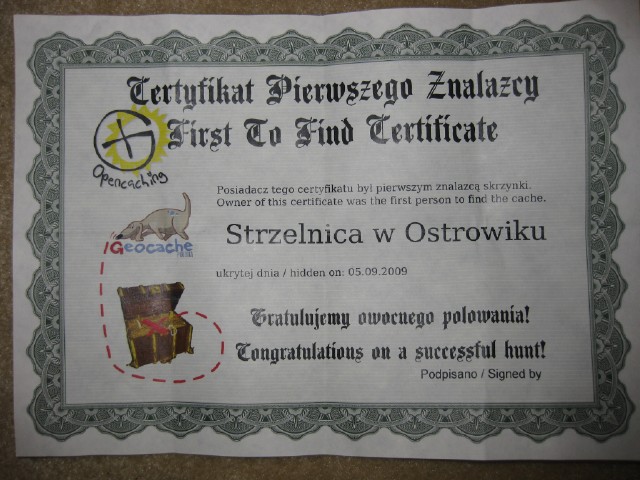 Certyfikat Pierwszego Znalazcy
First To Find Certificate
Opencaching
Posiadacz tego certyfikatu był pierwszym znalazcą skrzynki.
Owner of this certificate was the first person to find the cache.
IGeocache
Strzelnica w Ostrowiku
ukrytej dnia / hidden on: 05.09.2009
Gratulujemy owocnego polowania!
Congratulations on a successful hunt!
Podpisano / Signed by